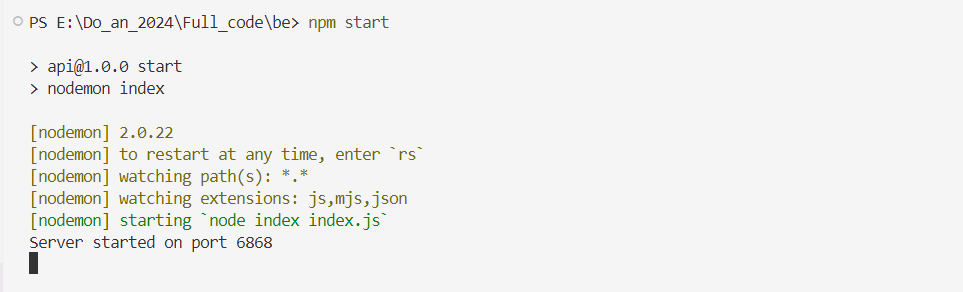 PS E:\Do_an_2024\Full_code\be> npm start
> api@1.0.0 start
> nodemon index
[nodemon] 2.0.22
[nodemon] to restart at any time, enter `rs`
[nodemon] watching path(s): *.*
[nodemon] watching extensions: js,mjs,json
[nodemon] starting `node index index.js`
Server started on port 6868